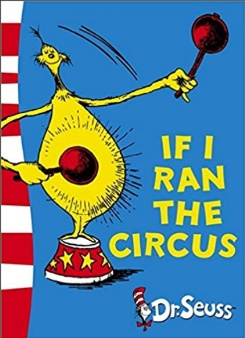 IF I
RAN
THE
CIRCUS
Dr. Seuss